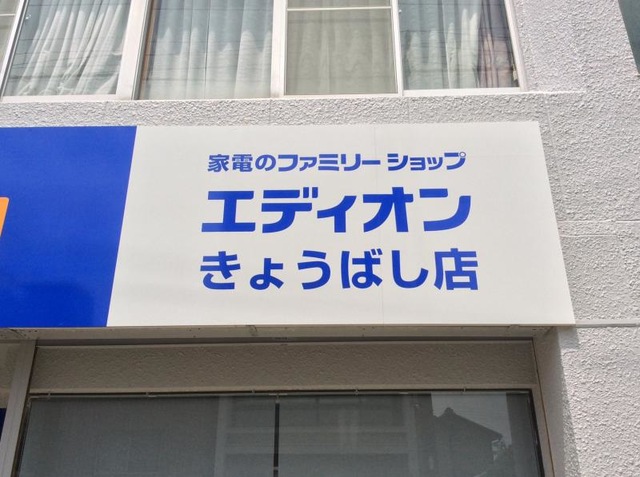 家電のファミリーショップ
エディオン
きょうばし店